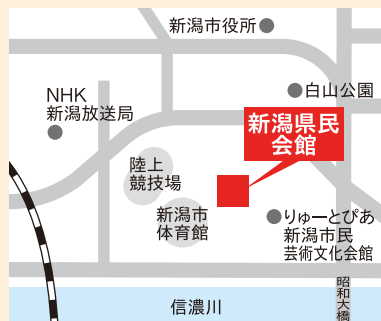 新潟市役所
白山公園
NHK
新潟放送局
新潟県民
会館
陸上
競技場
新潟市
体育館
りゅーとぴあ
新潟市民
芸術文化会館
昭和大橋
信濃川